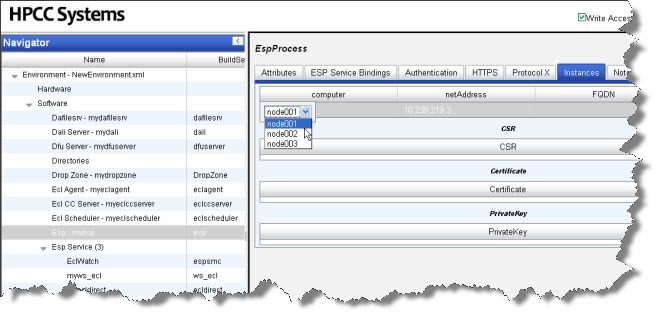 HPCC Systems
Write Acces
Navigator
Name BuildSe
Environment - NewEnvironment.xml
Hardware
Software
Dafilesrv - mydafilesrv dafilesrv
Dali Server - mydali dali
Dfu Server - mydfuserver dfuserver
Directories
Drop Zone - mydropzone DropZone
Ecl Agent - myeclagent eclagent
Ecl CC Server - myeclccserver eclccserver
Ecl Scheduler - myeclscheduler eclscheduler
Esp - myesp esp
Esp Service (3)
EclWatch espsmc
myws_ecl ws_ecl
direct ecldirect
EspProcess
Attributes ESP Service Bindings Authentication HTTPS Protocol X Instances Note
computer netAddress FQDN
node001 10.239.219.3
node001
node002
node003
CSR
CSR
Certificate
Certificate
PrivateKey
PrivateKey